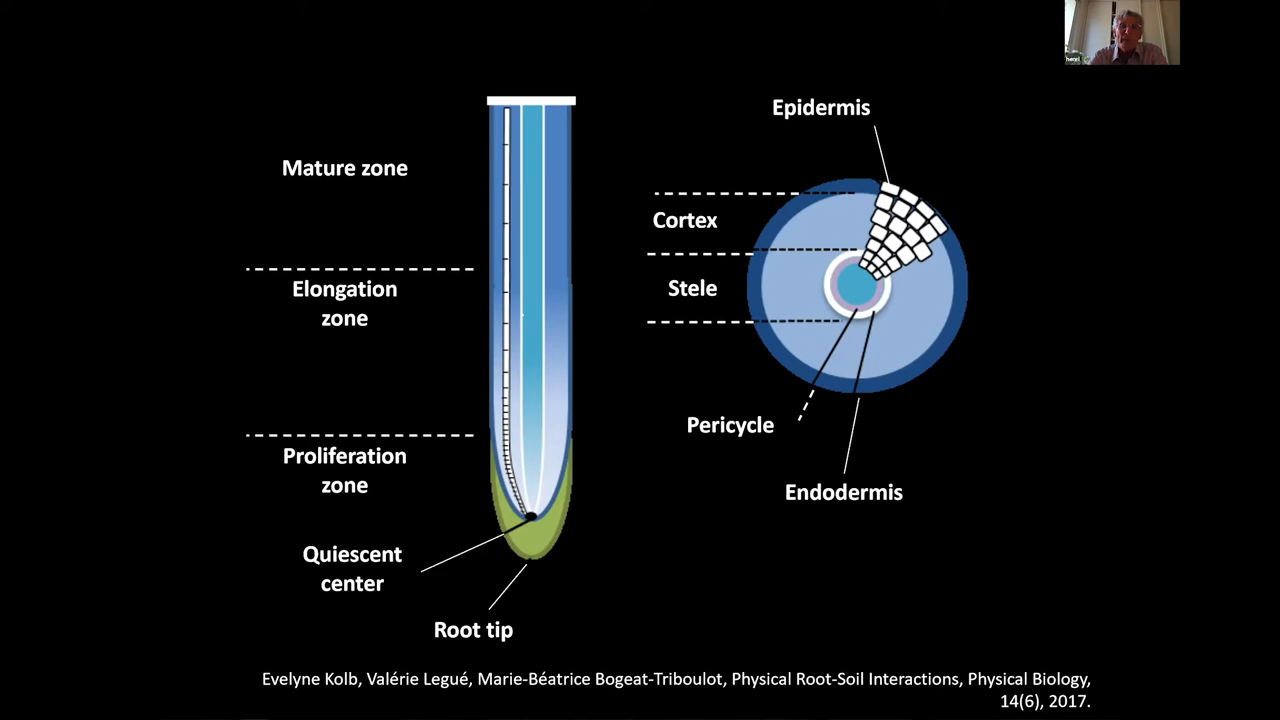 Mature zone
Elongation
zone
Proliferation
zone
Quiescent
center
Root tip
Epidermis
Cortex
Stele
Pericycle
Endodermis
Evelyne Kolb, Valérie Legué, Marie-Béatrice Bogeat-Triboulot, Physical Root-Soil Interactions, Physical Biology,
14(6), 2017.